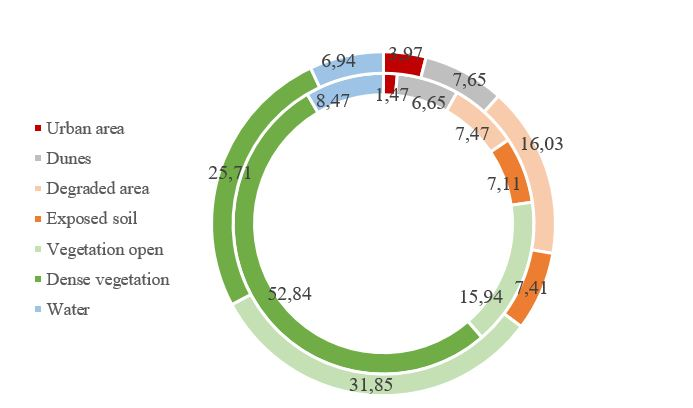 Urban area
Dunes
Degraded area
Exposed soil
Vegetation open
Dense vegetation
Water
3,97
7,65
16,03
7,41
31,85
25,71
6,94
1,47
6,65
7,47
7,11
15,94
52,84
8,47